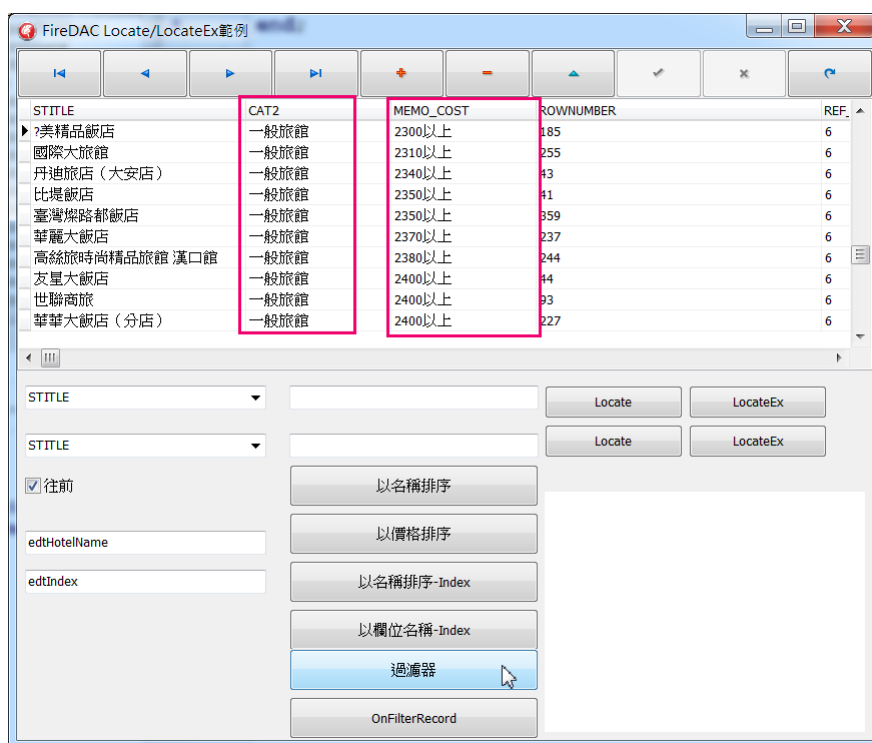 FireDAC Locate/LocateEx範例
STITLE CAT2 MEMO_COST ROWNUMBER REF_
?美精品飯店 一般旅館 2300以上 185 6
國際大旅館 一般旅館 2310以上 255 6
丹迪旅店（大安店） 一般旅館 2340以上 43 6
比堤飯店 一般旅館 2350以上 41 6
臺灣燦路都飯店 一般旅館 2350以上 359 6
華麗大飯店 一般旅館 2370以上 237 6
高絲旅時尚精品旅館 漢口館 一般旅館 2380以上 244 6
友星大飯店 一般旅館 2400以上 44 6
世聯商旅 一般旅館 2400以上 93 6
華華大飯店（分店） 一般旅館 2400以上 227 6
STITLE Locate LocateEx
STITLE Locate LocateEx
往前 以名稱排序
以價格排序
edtHotelName
edtIndex 以名稱排序-Index
以欄位名稱-Index
過濾器
OnFilterRecord